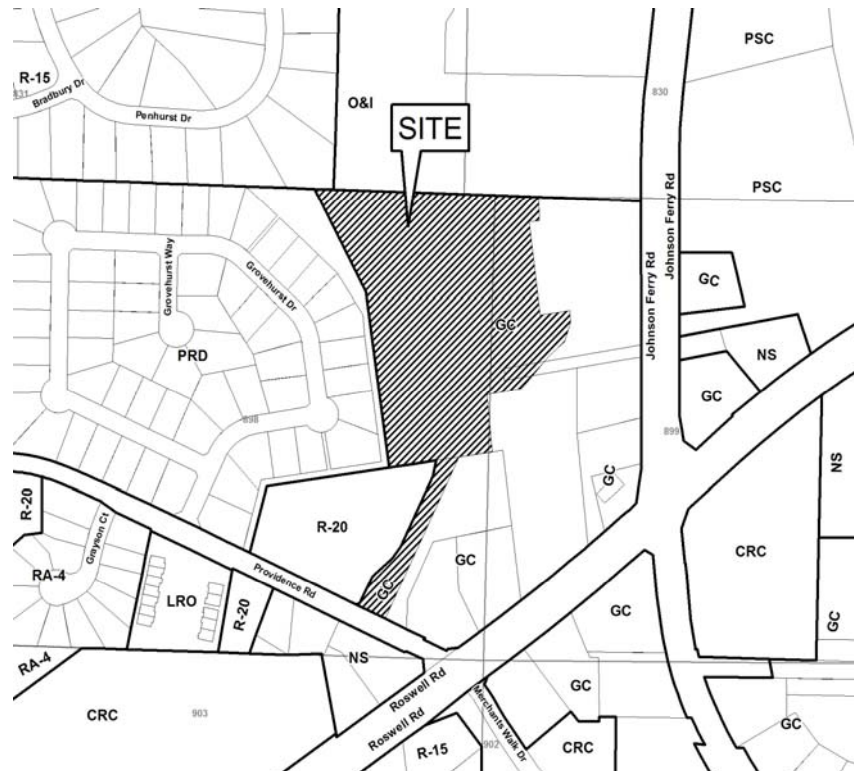 PSC
R-15
831
Bradbury Dr
Penhurst Dr
O&I
830
SITE
PSC
Johnson Ferry Rd
Johnson Ferry Rd
GC
Grovehurst Way
Grovehurst Dr
GC
NS
PRD
GC
898
899
NS
R-20
GC
R-20
Grayson Ct
RA-4
GC
CRC
Providence Rd
LRO
R-20
GC
GC
GC
RA-4
NS
Roswell Rd
Roswell Rd
GC
Merchants Walk Dr
CRC
903
GC
R-15
902
CRC